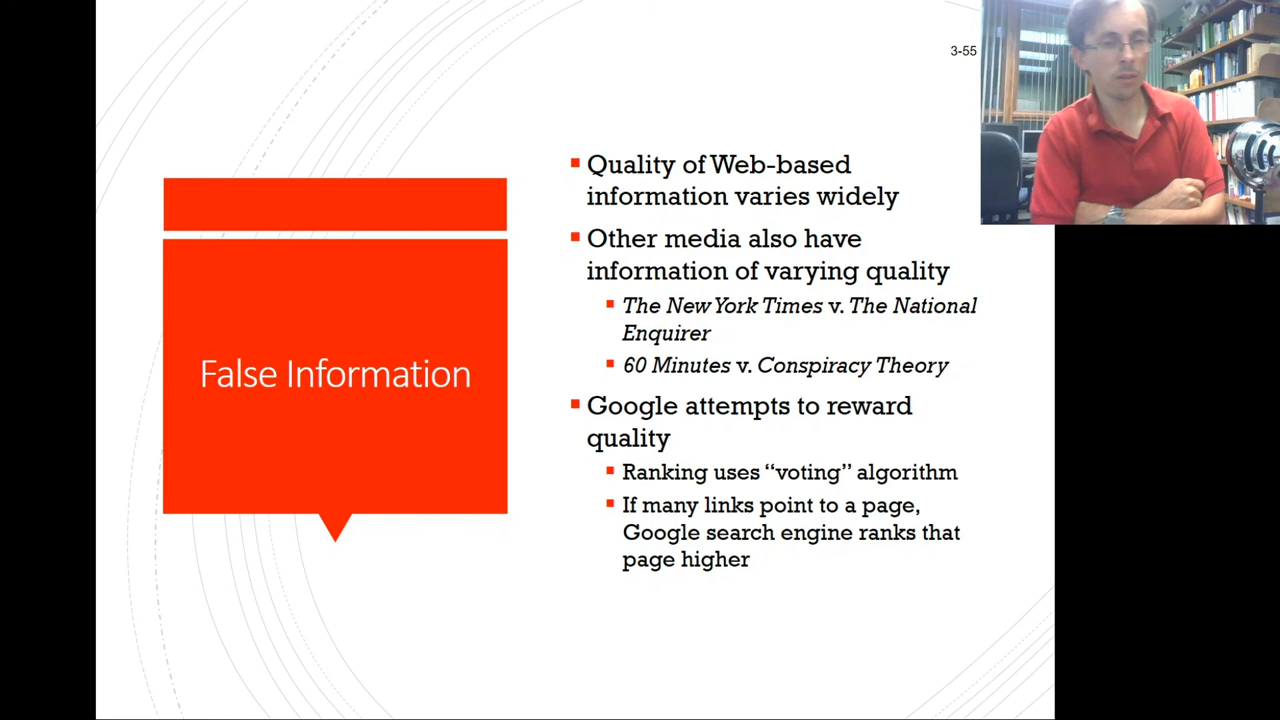 3-55
False Information
Quality of Web-based
information varies widely
Other media also have
information of varying quality
The New York Times v. The National
Enquirer
60 Minutes v. Conspiracy Theory
Google attempts to reward
quality
Ranking uses “voting” algorithm
If many links point to a page,
Google search engine ranks that
page higher